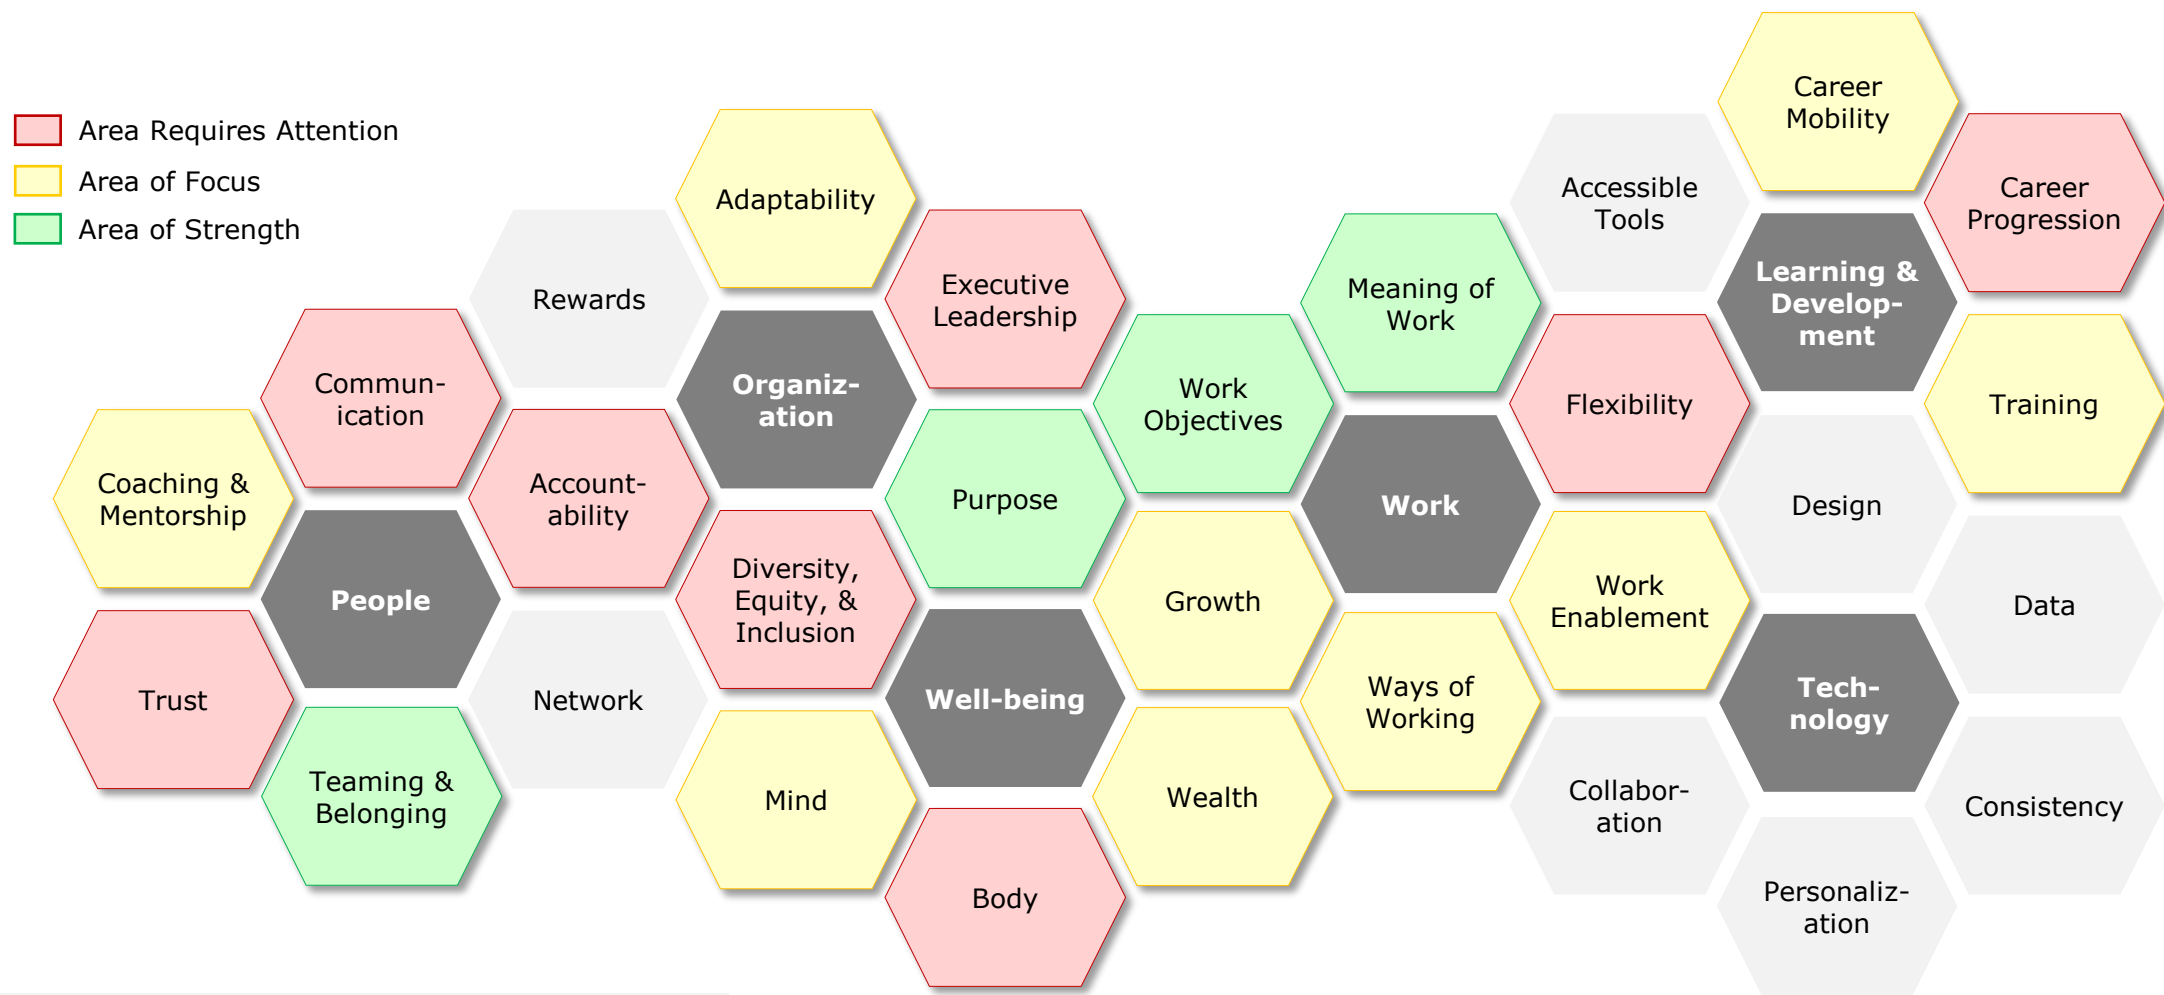 Area Requires Attention
Area of Focus
Area of Strength
Career
Mobility
Accessible
Tools
Career
Progression
Adaptability
Rewards
Executive
Leadership
Meaning of
Work
Learning &
Develop-
ment
Commun-
ication
Organiz-
ation
Work
Objectives
Flexibility
Training
Coaching &
Mentorship
Account-
ability
Purpose
Work
Design
People
Diversity,
Equity, &
Inclusion
Growth
Work
Enablement
Data
Trust
Network
Well-being
Ways of
Working
Tech-
nology
Teaming &
Belonging
Mind
Wealth
Collabor-
ation
Consistency
Body
Personaliz-
ation